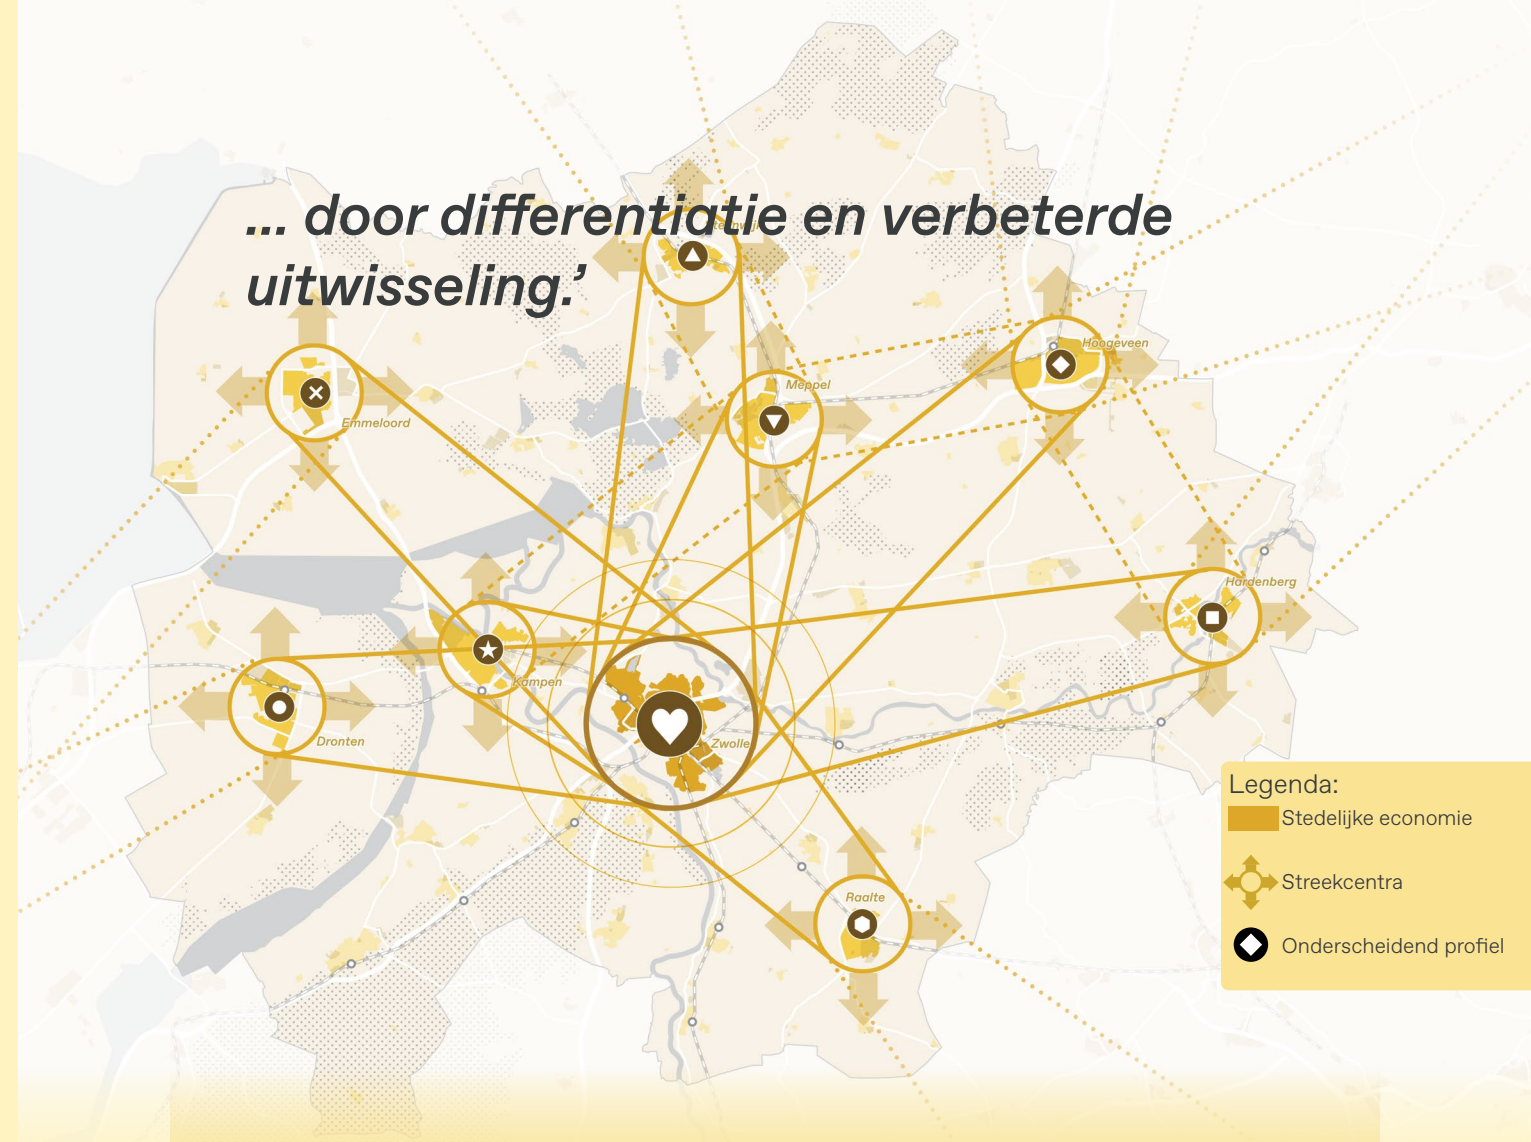 ... door differentiatie en verbeterde
uitwisseling.’
Steenwijk
Hoogeveen
Meppel
Emmeloord
Hardenberg
Kampen
Dronten
Zwolle
Raalte
Legenda:
Stedelijke economie
Streekcentra
Onderscheidend profiel